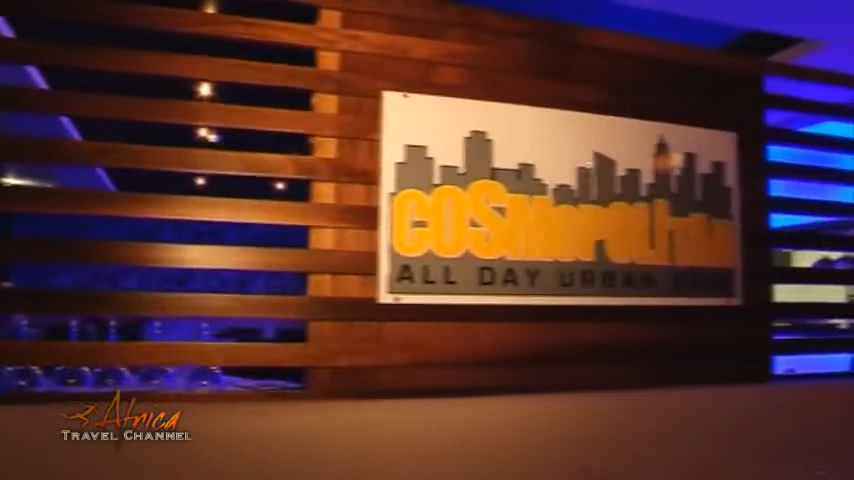 COSMOPOLITAN
ALL DAY URBAN
Africa
TRAVEL CHANNEL